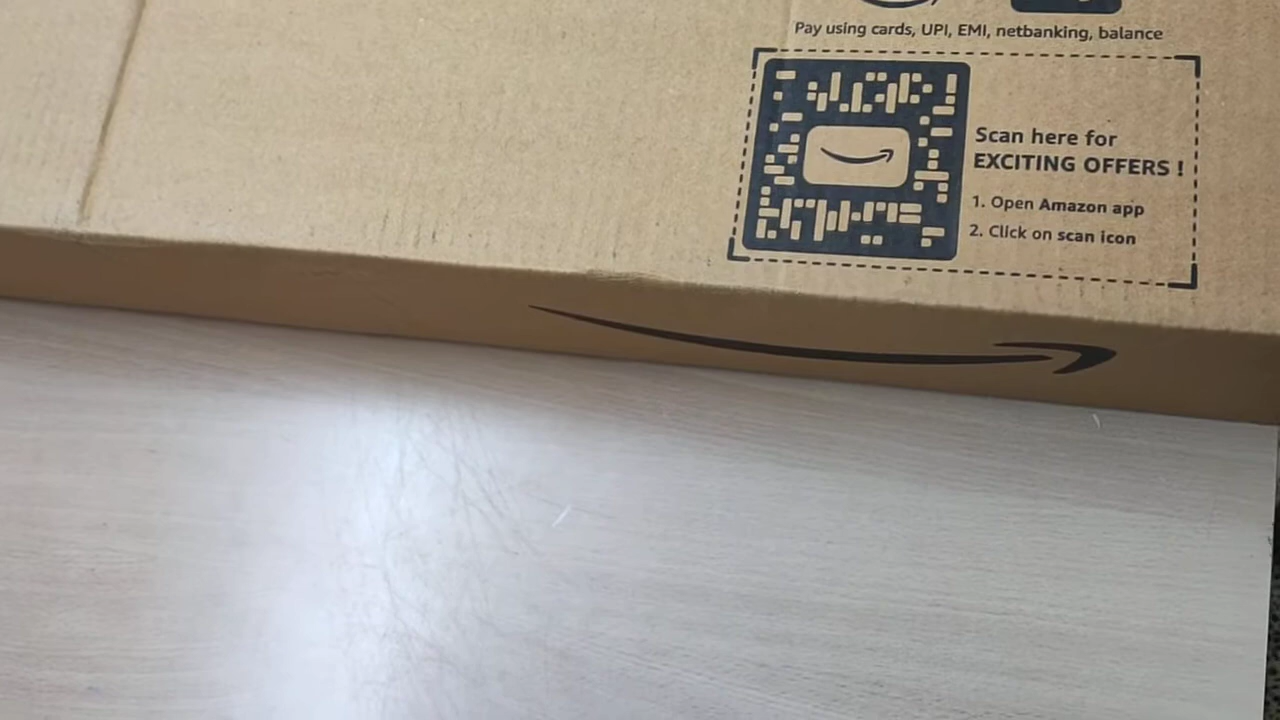 Pay using cards, UPI, EMI, netbanking, balance
Scan here for
EXCITING OFFERS !
1. Open Amazon app
2. Click on scan icon